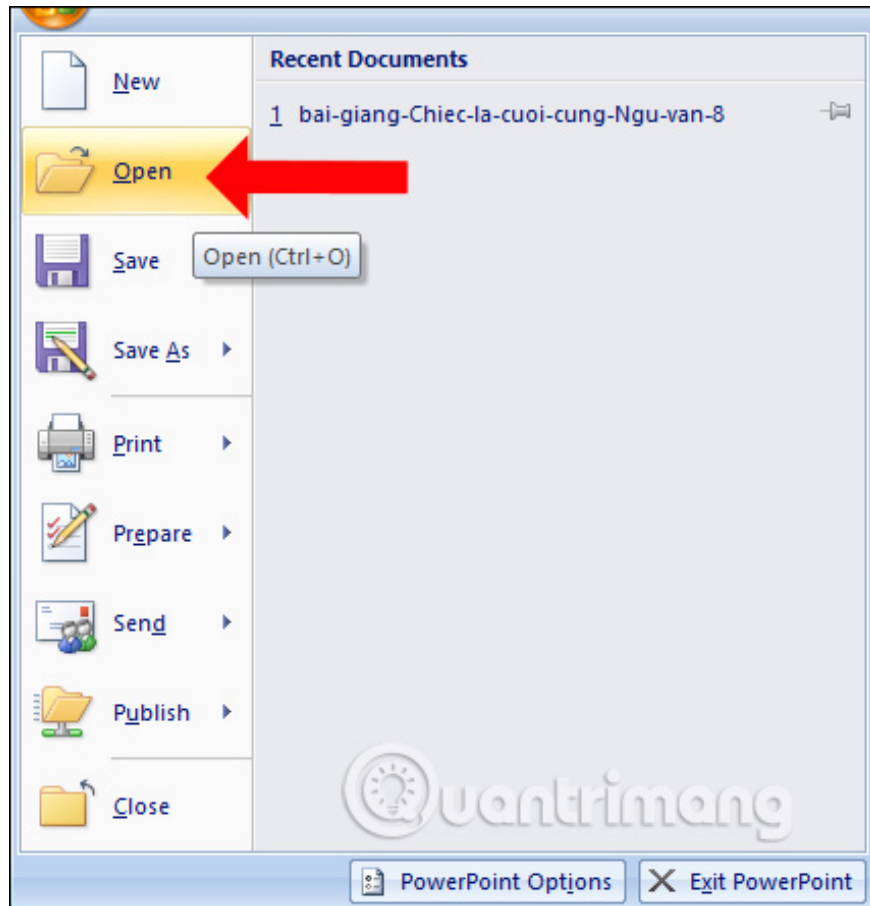 New
Open
Save
Save As
Print
Prepare
Send
Publish
Close
Open (Ctrl+O)
Recent Documents
1 bai-giang-Chiec-la-cuoi-cung-Ngu-van-8
Quantrimang
PowerPoint Options
Exit PowerPoint